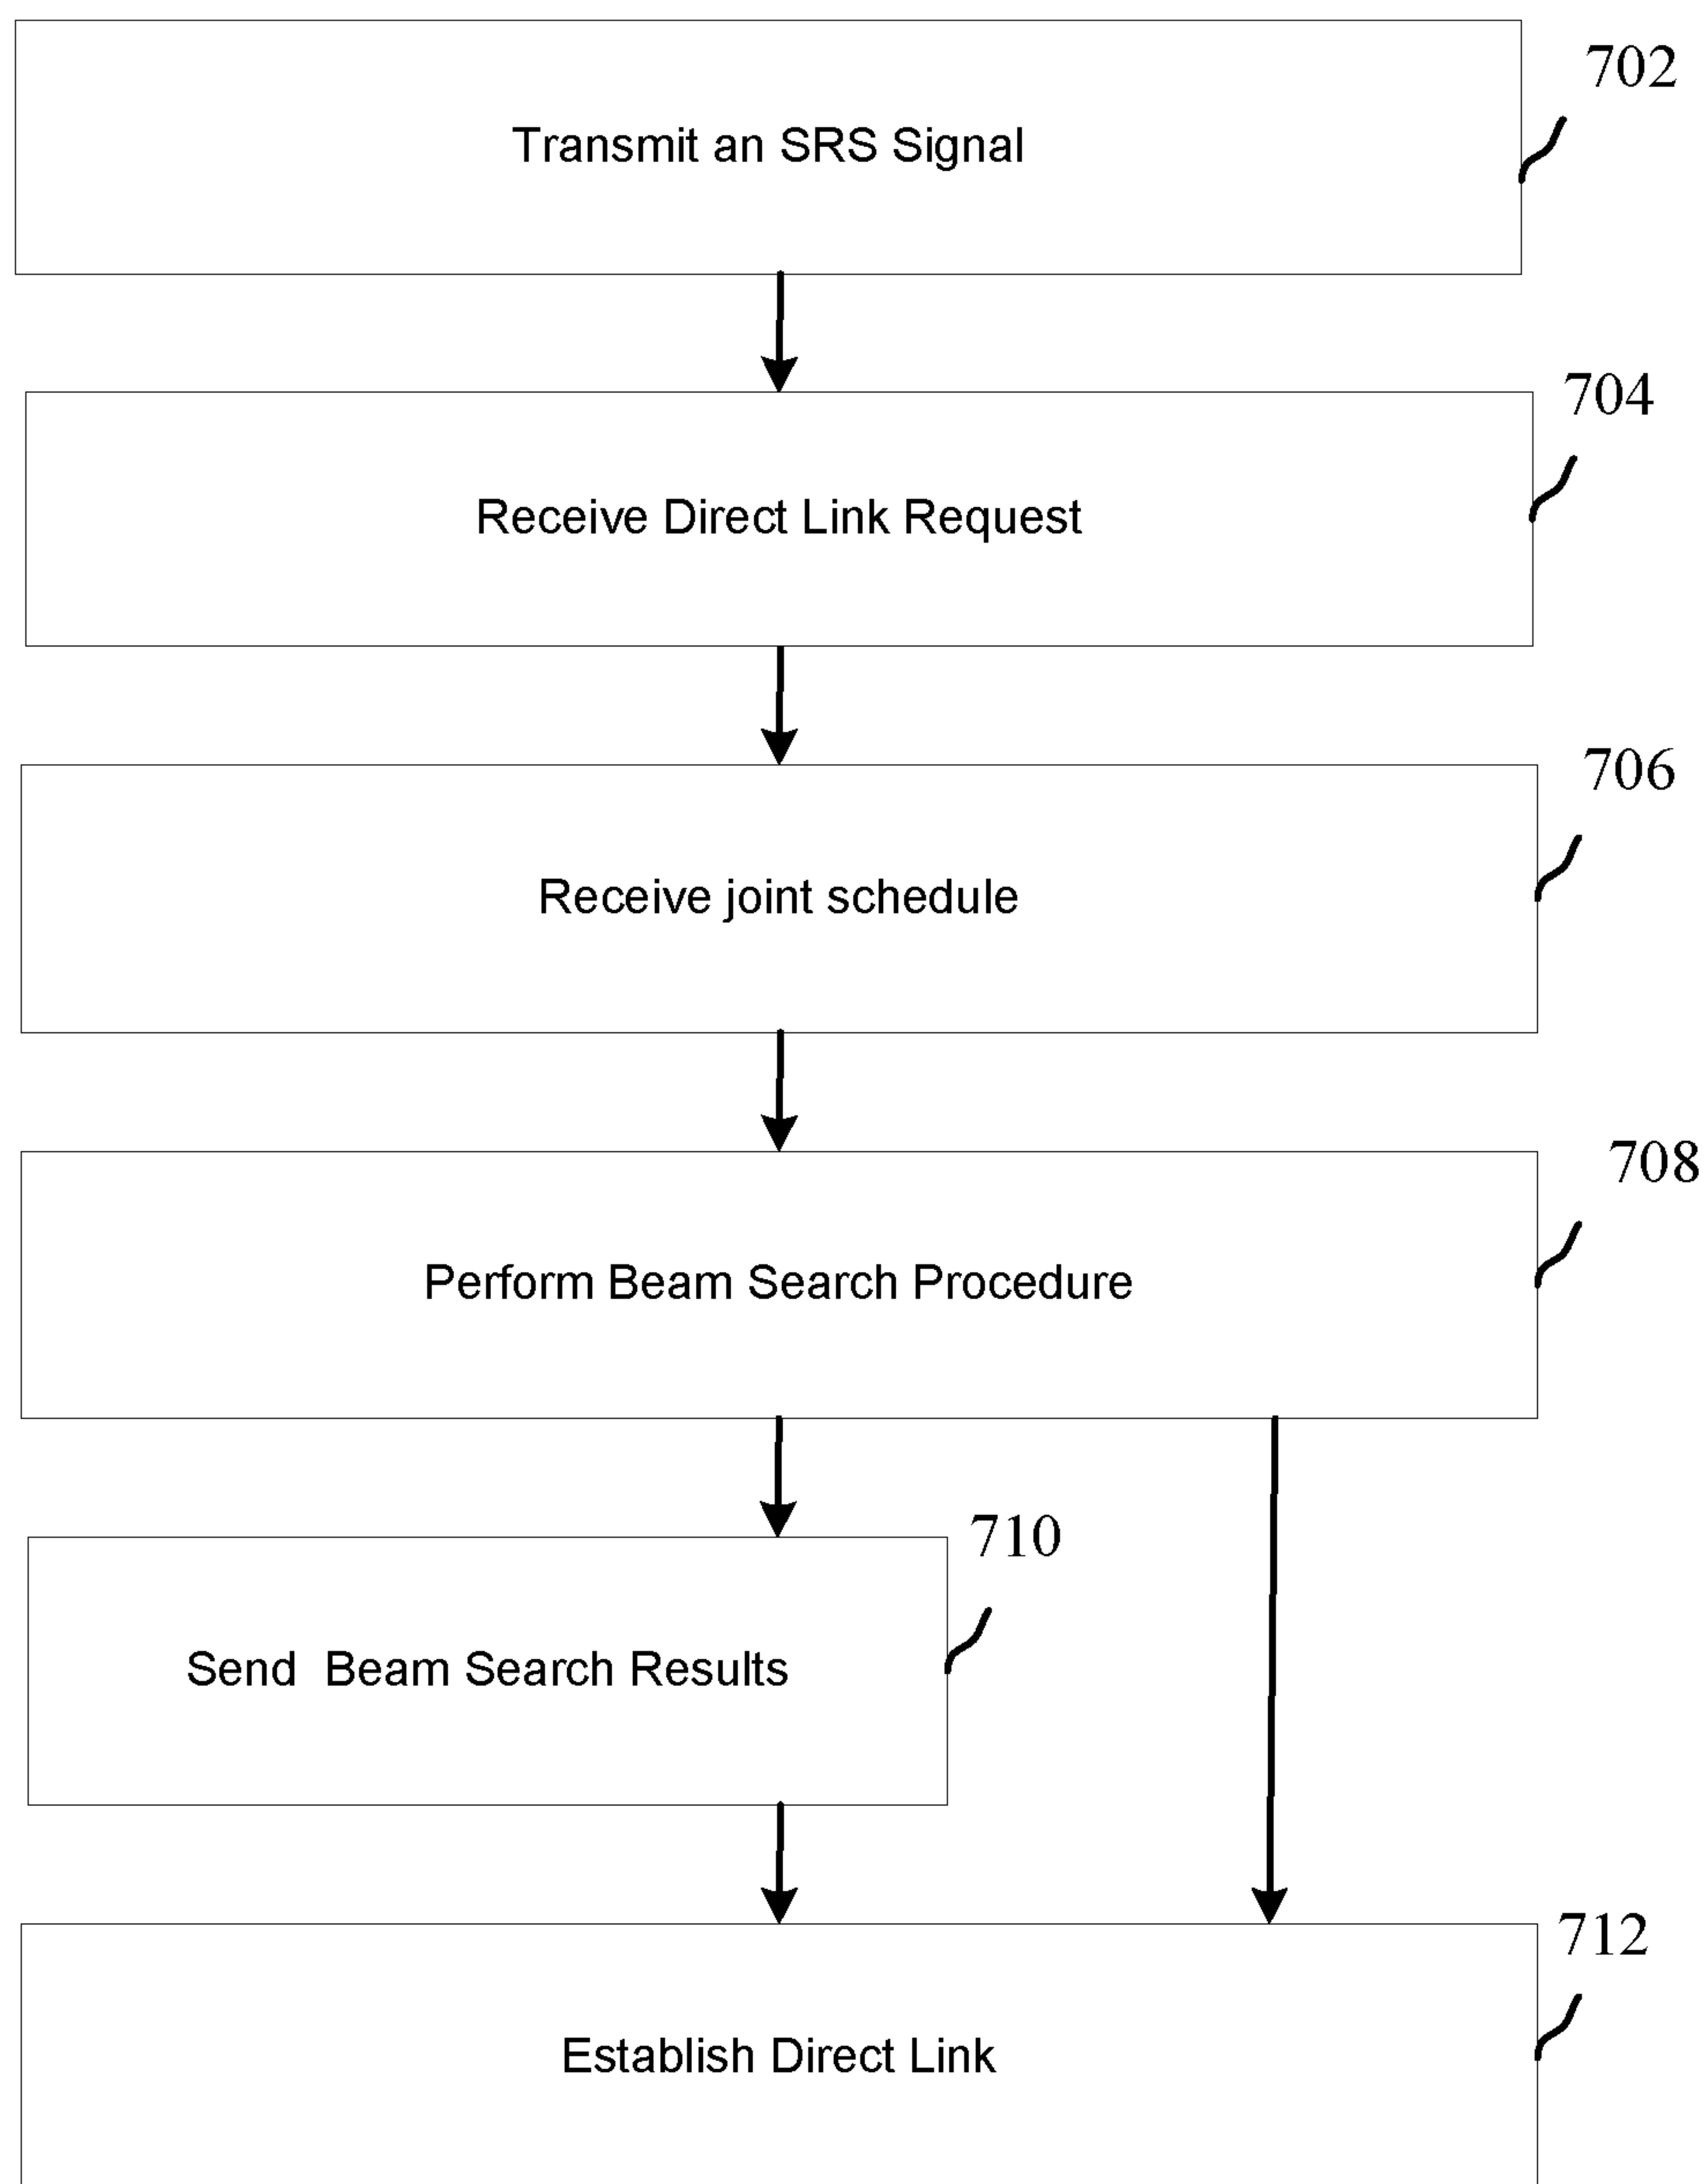 702
Transmit an SRS Signal
704
Receive Direct Link Request
706
Receive joint schedule
708
Perform Beam Search Procedure
710
Send  Beam Search Results
712
Establish Direct Link